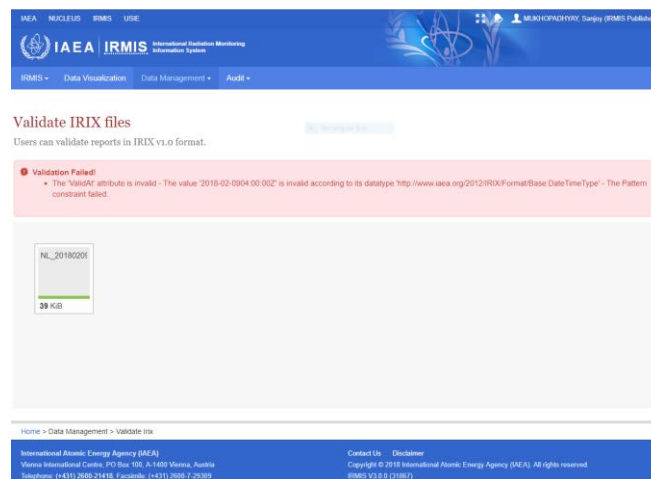 IAEA NUCLEUS IRMIS USIE
MUKHOPADHYAY, Sanjoy (IRMIS Publishe
IAEA IRMIS International Radiation Monitoring
Information System
IRMIS Data Visualization Data Management Audit
Validate IRIX files
Users can validate reports in IRIX v1.0 format.
Validation Failed!
• The 'ValidAt' attribute is invalid - The value '2018-02-0904:00:00Z' is invalid according to its datatype 'http://www.iaea.org/2012/IRIX/Format/Base:DateTimeType' - The Pattern
constraint failed.
NL_2018020
39 KiB
Home > Data Management > Validate Irix
International Atomic Energy Agency (IAEA)
Contact Us Disclaimer
Vienna International Centre, PO Box 100, A-1400 Vienna, Austria
Copyright © 2018 International Atomic Energy Agency (IAEA). All rights reserved.
Telephone: (+431) 2600-21418, Facsimile: (+431) 2600-7-29309
IRMIS V3.0.0 (31867)